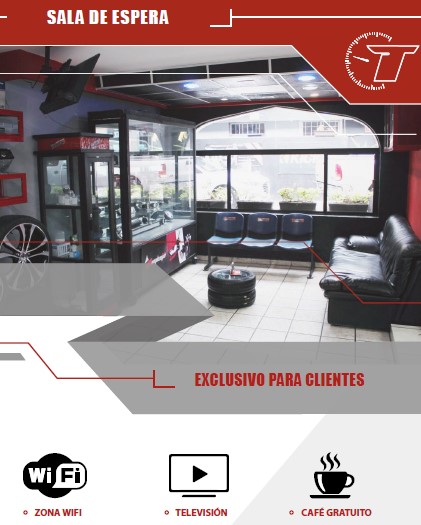 SALA DE ESPERA
T
EXCLUSIVO PARA CLIENTES
Wi Fi
ZONA WIFI
TELEVISIÓN
CAFÉ GRATUITO